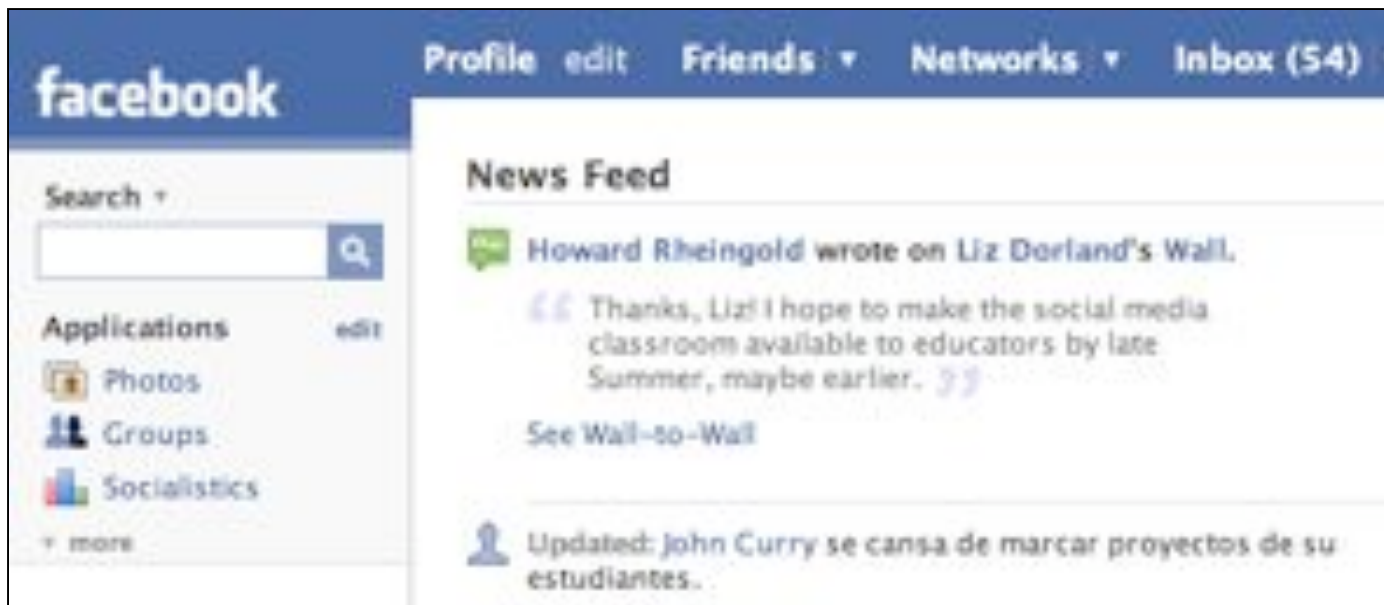 facebook
Profile edit Friends Networks Inbox (54)
Search
Applications edit
Photos
Groups
Socialistics
more
News Feed
Howard Rheingold wrote on Liz Dorland's Wall.
“ Thanks, Liz! I hope to make the social media
classroom available to educators by late
Summer, maybe earlier. ”
See Wall-to-Wall
Updated: John Curry se cansa de marcar proyectos de su
estudiantes.